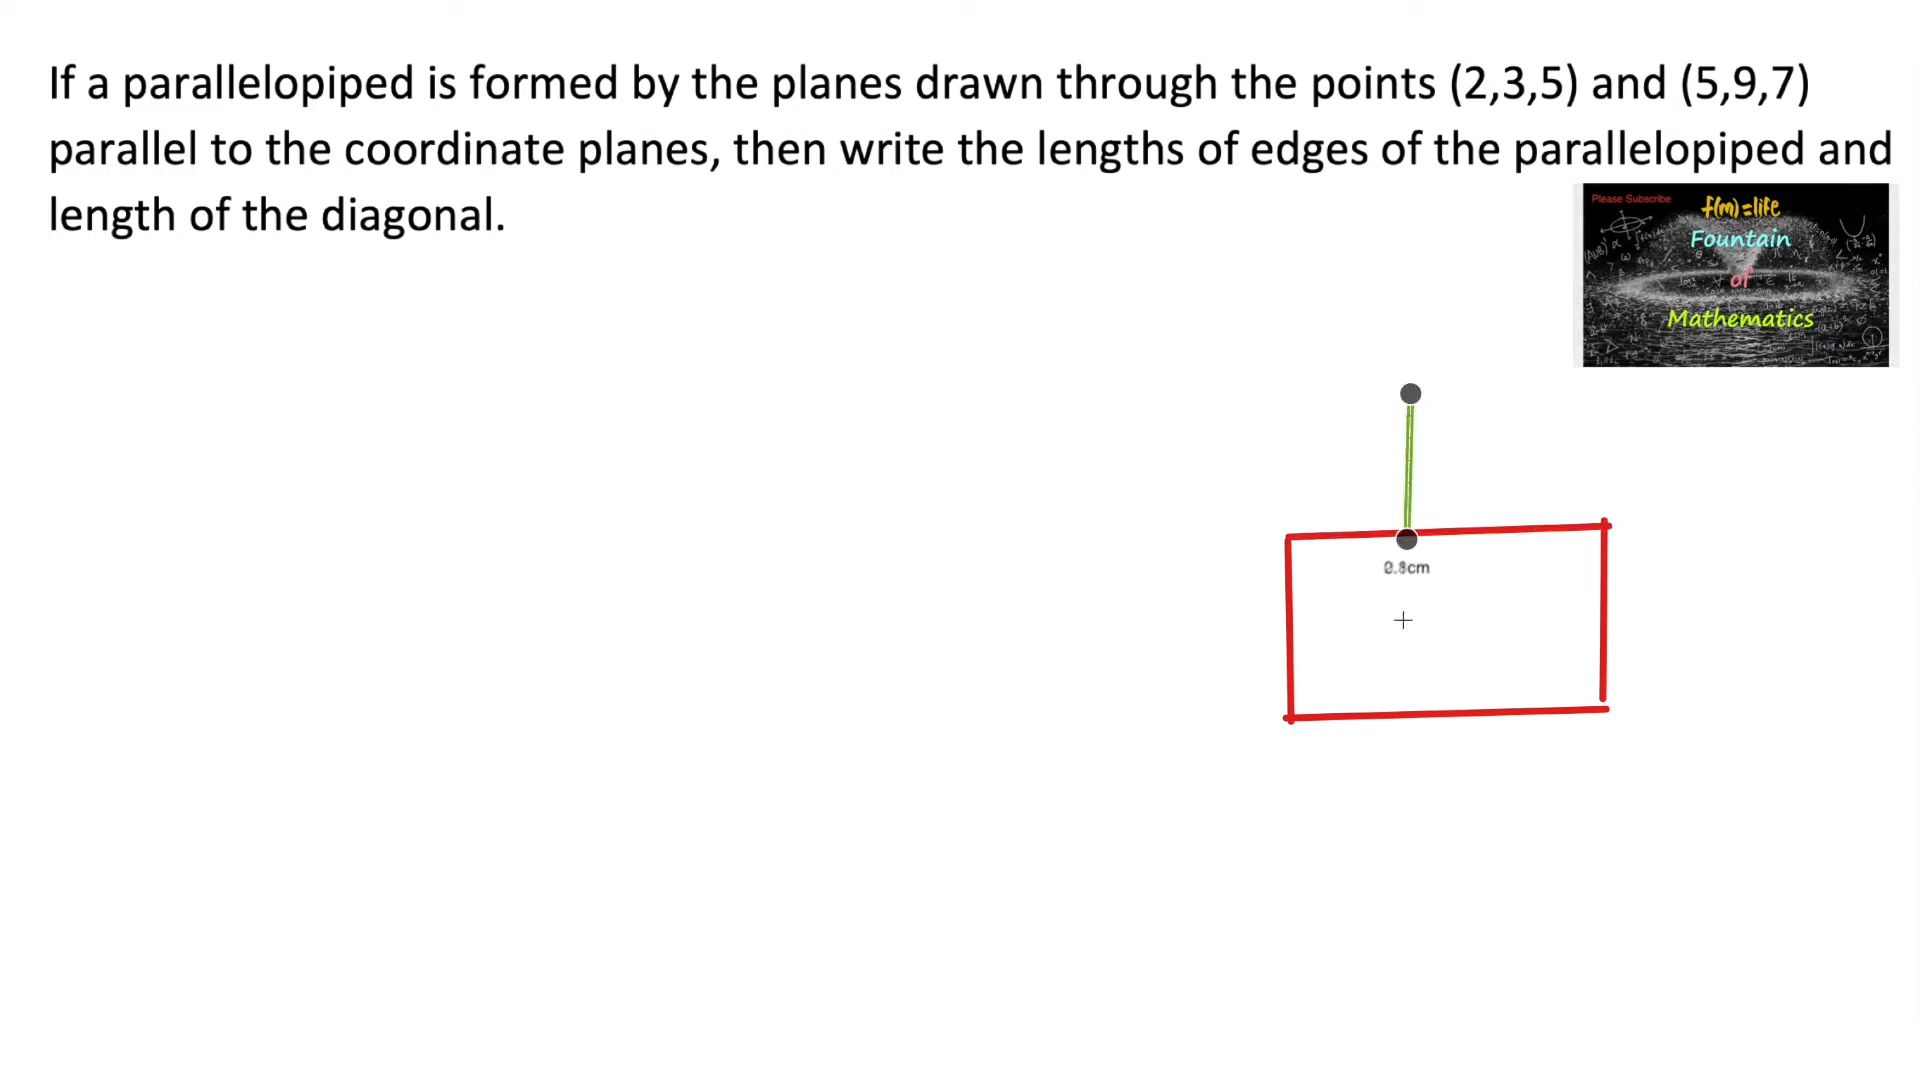 If a parallelopiped is formed by the planes drawn through the points (2,3,5) and (5,9,7)
parallel to the coordinate planes, then write the lengths of edges of the parallelopiped and
length of the diagonal.
Please Subscribe
f(m)=life
Fountain
of
Mathematics